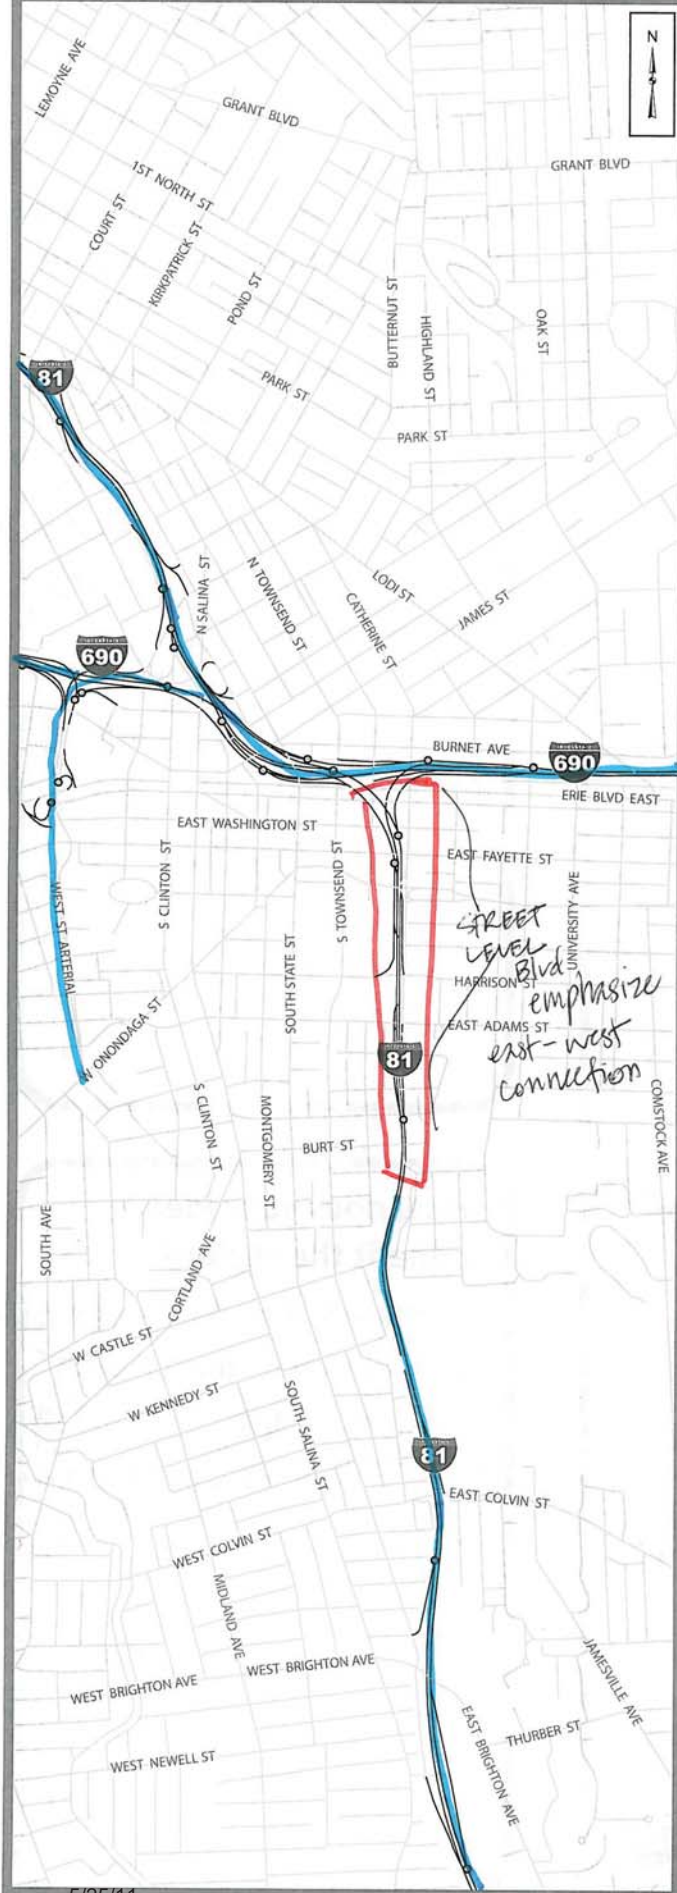 N
LEMOYNE AVE
GRANT BLVD
GRANT BLVD
1ST NORTH ST
COURT ST
KIRKPATRICK ST
POND ST
BUTTERNUT ST
HIGHLAND ST
OAK ST
81
PARK ST
PARK ST
N SALINA ST
N TOWNSEND ST
LODI ST
CATHERINE ST
JAMES ST
690
BURNET AVE
690
ERIE BLVD EAST
EAST WASHINGTON ST
S CLINTON ST
S TOWNSEND ST
EAST FAYETTE ST
UNIVERSITY AVE
WEST ST ARTERIAL
SOUTH STATE ST
STREET
LEVEL
Blvd
HARRISON ST
emphasize
EAST ADAMS ST
east-west
connection
W ONONDAGA ST
81
S CLINTON ST
MONTGOMERY ST
BURT ST
COMSTOCK AVE
SOUTH AVE
CORTLAND AVE
W CASTLE ST
W KENNEDY ST
SOUTH SALINA ST
81
EAST COLVIN ST
WEST COLVIN ST
MIDLAND AVE
WEST BRIGHTON AVE
WEST BRIGHTON AVE
JAMESVILLE AVE
THURBER ST
EAST BRIGHTON AVE
WEST NEWELL ST